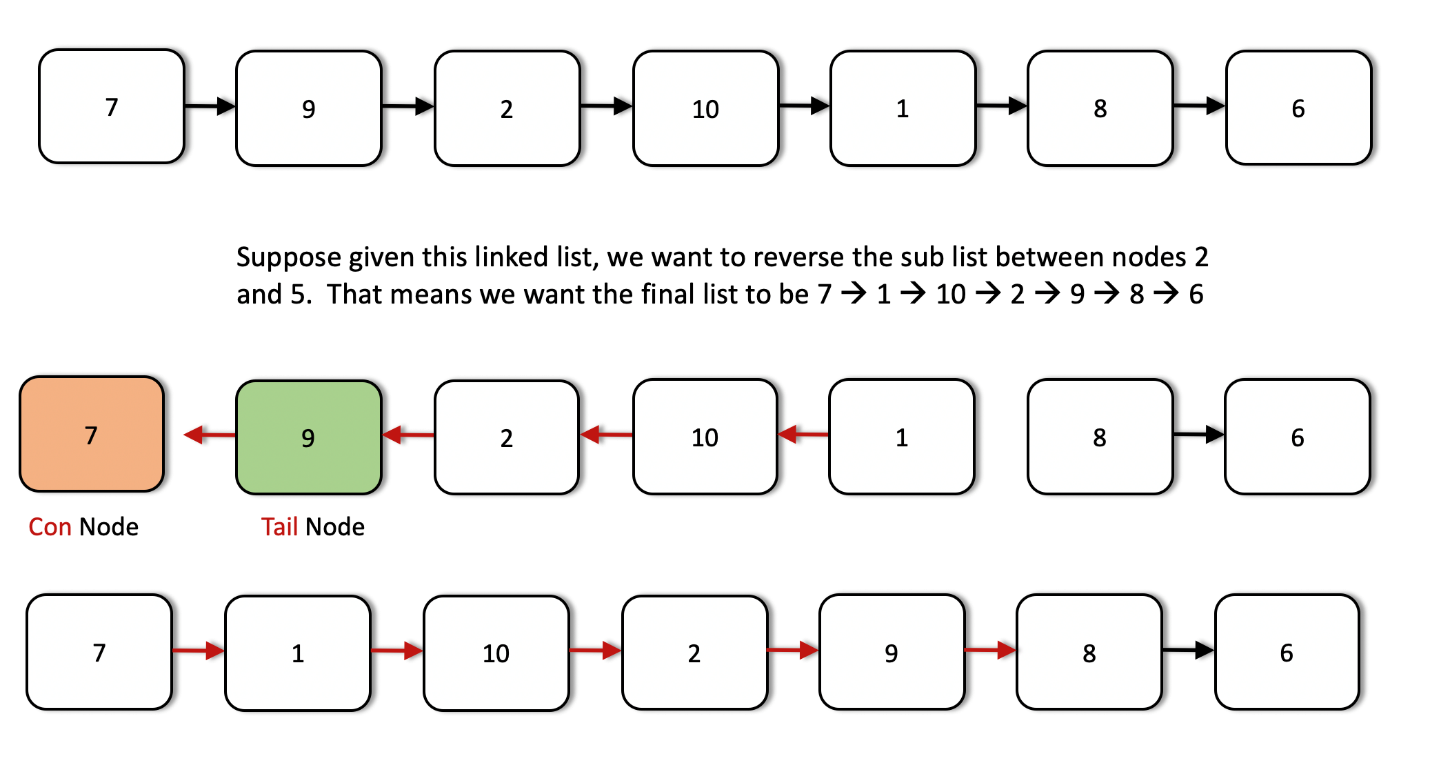 7 9 2 10 1 8 6
Suppose given this linked list, we want to reverse the sub list between nodes 2
and 5. That means we want the final list to be 7 → 1 → 10 → 2 → 9 → 8 → 6
7 9 2 10 1 8 6
Con Node Tail Node
7 1 10 2 9 8 6